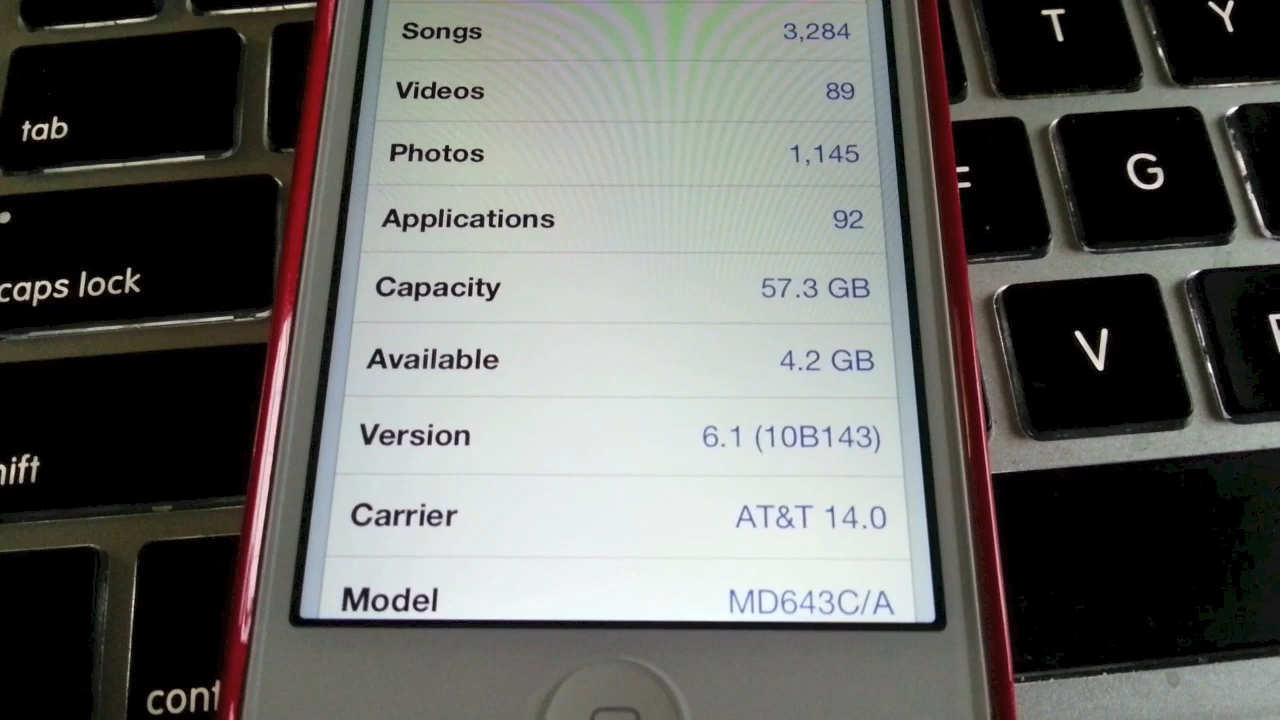 Songs 3,284
Videos 89
Photos 1,145
Applications 92
Capacity 57.3 GB
Available 4.2 GB
Version 6.1 (10B143)
Carrier AT&T 14.0
Model MD643C/A
tab
caps lock
T
Y
G
V